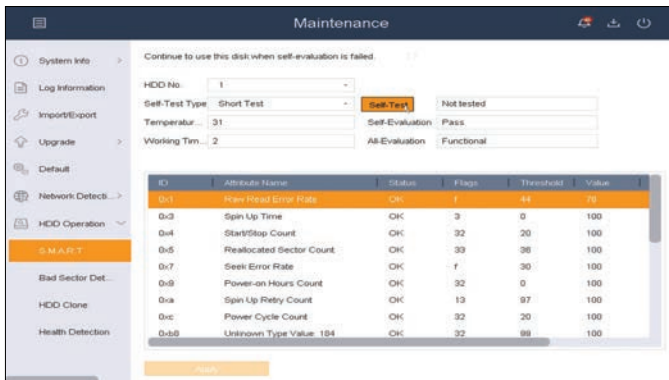 Maintenance
System Info >
Log Information
Import/Export
Upgrade >
Default
Network Detecti... >
HDD Operation
S.M.A.R.T
Bad Sector Det...
HDD Clone
Health Detection
Continue to use this disk when self-evaluation is failed.
HDD No. 1
Self-Test Type Short Test Self-Test Not tested
Temperatur... 31 Self-Evaluation Pass
Working Tim... 2 All-Evaluation Functional
ID Attribute Name Status Flags Threshold Value
0x1 Raw Read Error Rate OK f 44 76
0x3 Spin Up Time OK 3 0 100
0x4 Start/Stop Count OK 32 20 100
0x5 Reallocated Sector Count OK 33 36 100
0x7 Seek Error Rate OK f 30 100
0x9 Power-on Hours Count OK 32 0 100
0xa Spin Up Retry Count OK 13 97 100
0xc Power Cycle Count OK 32 20 100
0xb8 Unknown Type Value: 184 OK 32 99 100
Apply